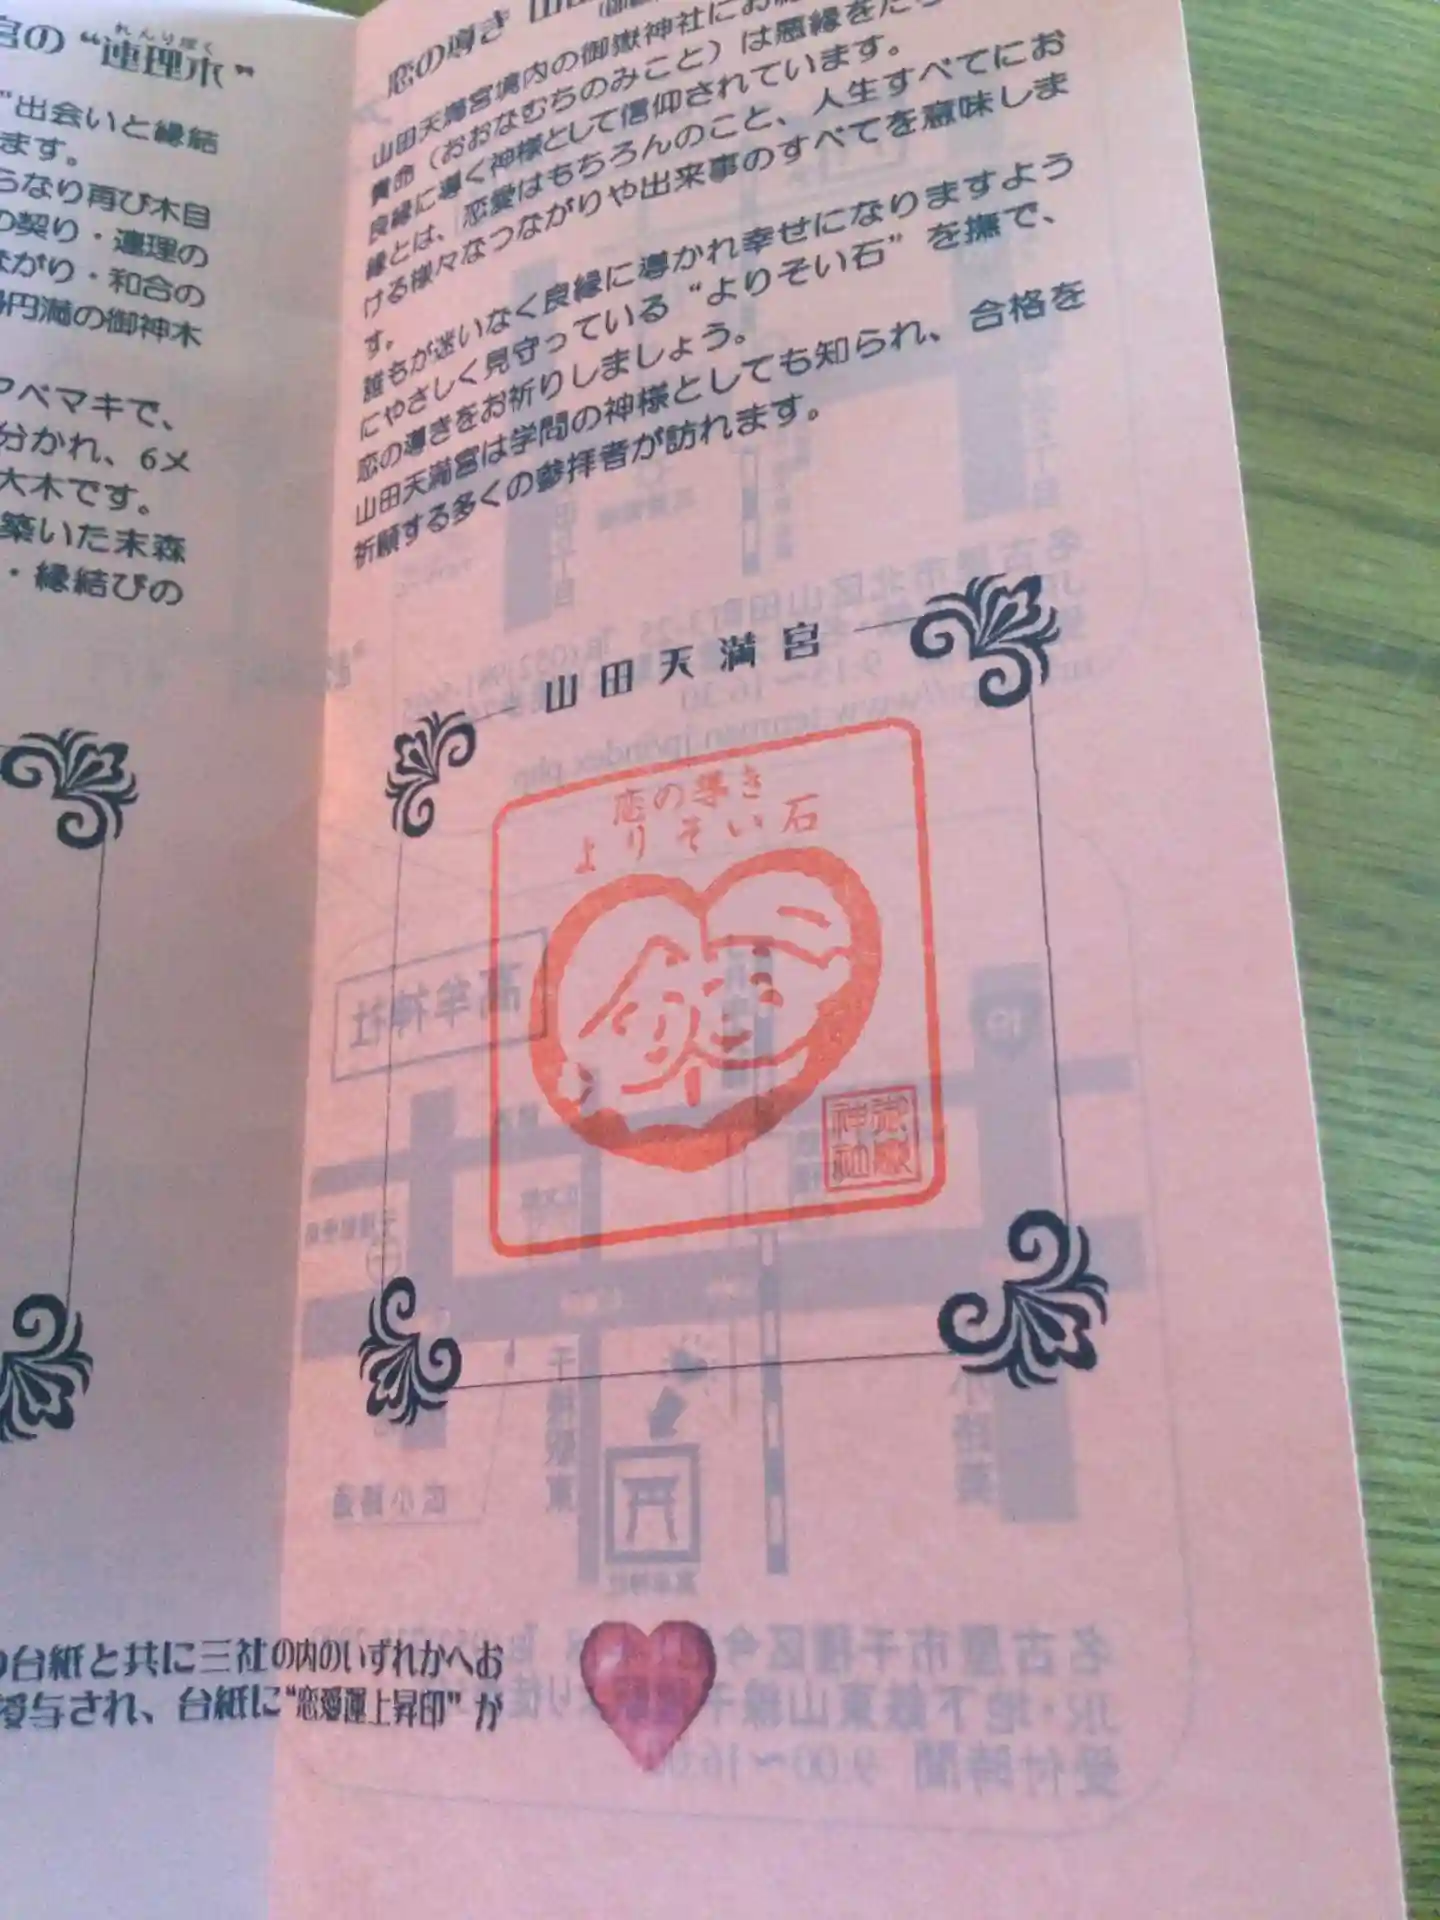 宮の“連理木”
れんりぼく
“出会いと縁結
ます。
らなり再び木目
の契り・連理の
ながり・和合の
円満の御神木
アベマキで、
分かれ、6メ
大木です。
築いた末森
・縁結びの
恋の導き 山田
山田天満宮境内の御嶽神社にお
貴命（おおなむちのみこと）は悪縁をたち
良縁に導く神様として信仰されています。
縁とは、恋愛はもちろんのこと、人生すべてにお
ける様々なつながりや出来事のすべてを意味しま
す。
誰もが迷いなく良縁に導かれ幸せになりますよう
にやさしく見守っている“よりそい石”を撫で、
恋の導きをお祈りしましょう。
山田天満宮は学問の神様としても知られ、合格を
祈願する多くの参拝者が訪れます。
山田天満宮
恋の導き
よりそい石
御嶽
神社
の台紙と共に三社の内のいずれかへお
授与され、台紙に“恋愛運上昇印”が